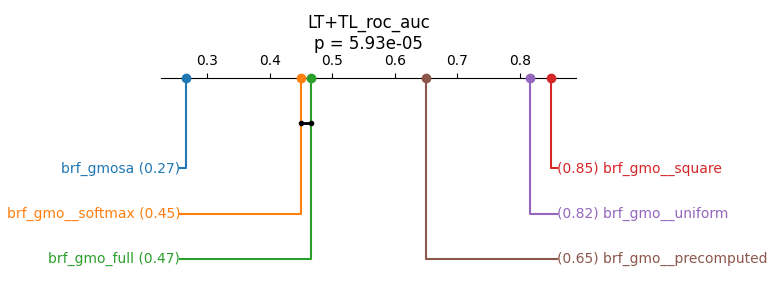 LT+TL_roc_auc
p = 5.93e-05
0.3 0.4 0.5 0.6 0.7 0.8
brf_gmosa (0.27)
(0.85) brf_gmo__square
brf_gmo__softmax (0.45)
(0.82) brf_gmo__uniform
brf_gmo_full (0.47)
(0.65) brf_gmo__precomputed